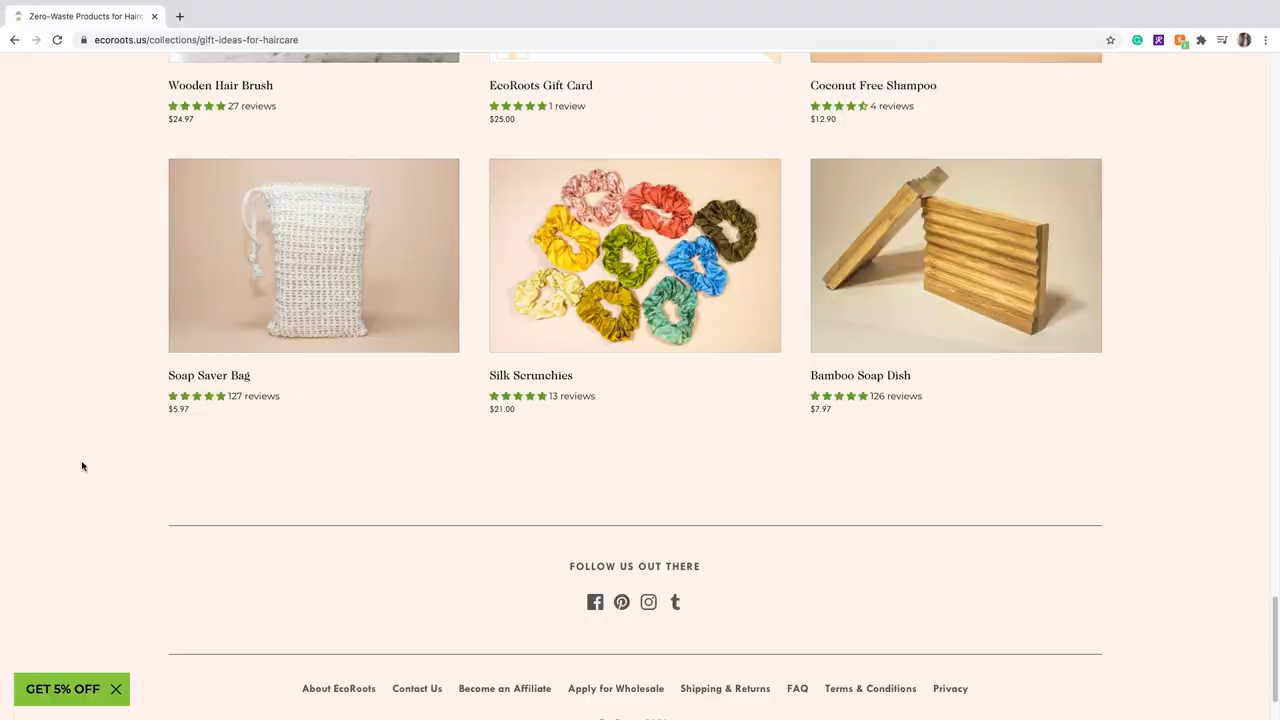 Zero-Waste Products for Hairc
ecoroots.us/collections/gift-ideas-for-haircare
Wooden Hair Brush
27 reviews
$24.97
EcoRoots Gift Card
1 review
$25.00
Coconut Free Shampoo
4 reviews
$12.90
Soap Saver Bag
127 reviews
$5.97
Silk Scrunchies
13 reviews
$21.00
Bamboo Soap Dish
126 reviews
$7.97
FOLLOW US OUT THERE
GET 5% OFF
About EcoRoots
Contact Us
Become an Affiliate
Apply for Wholesale
Shipping & Returns
FAQ
Terms & Conditions
Privacy